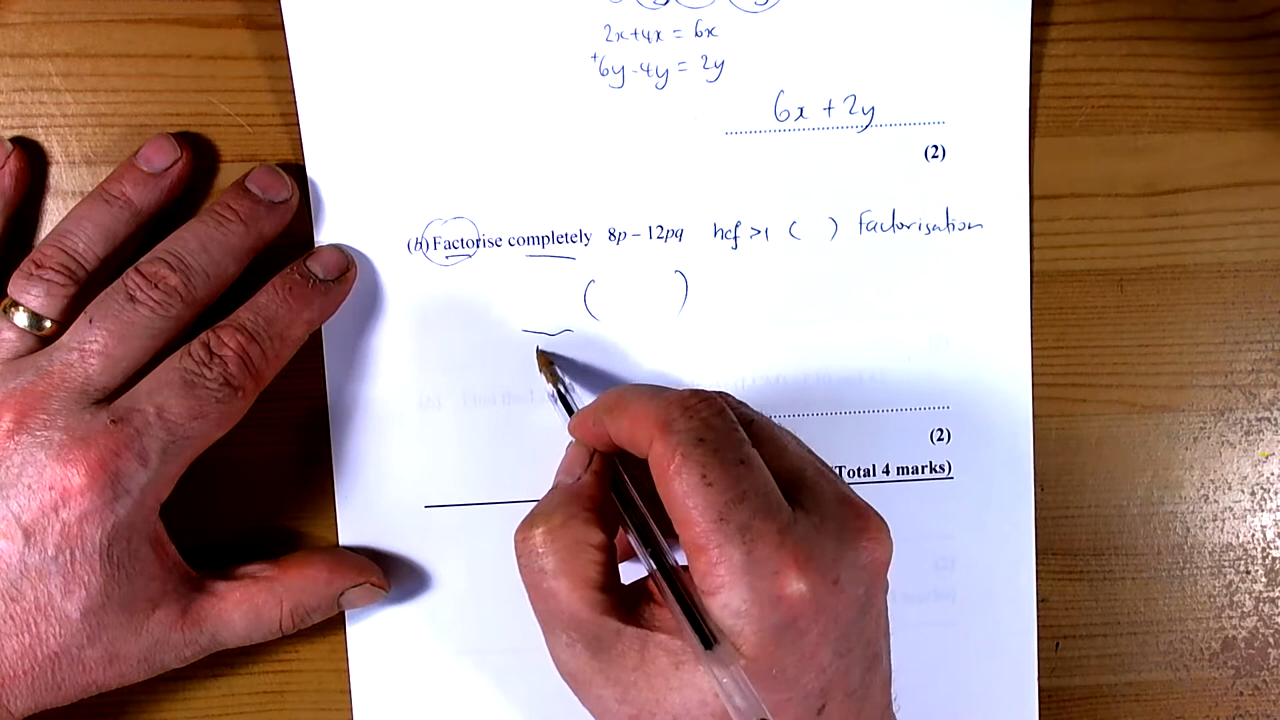 2x+4x = 6x
+6y-4y = 2y
6x + 2y
(2)
(b) Factorise completely 8p – 12pq hcf >1 ( ) Factorisation
( )
(2)
(Total 4 marks)